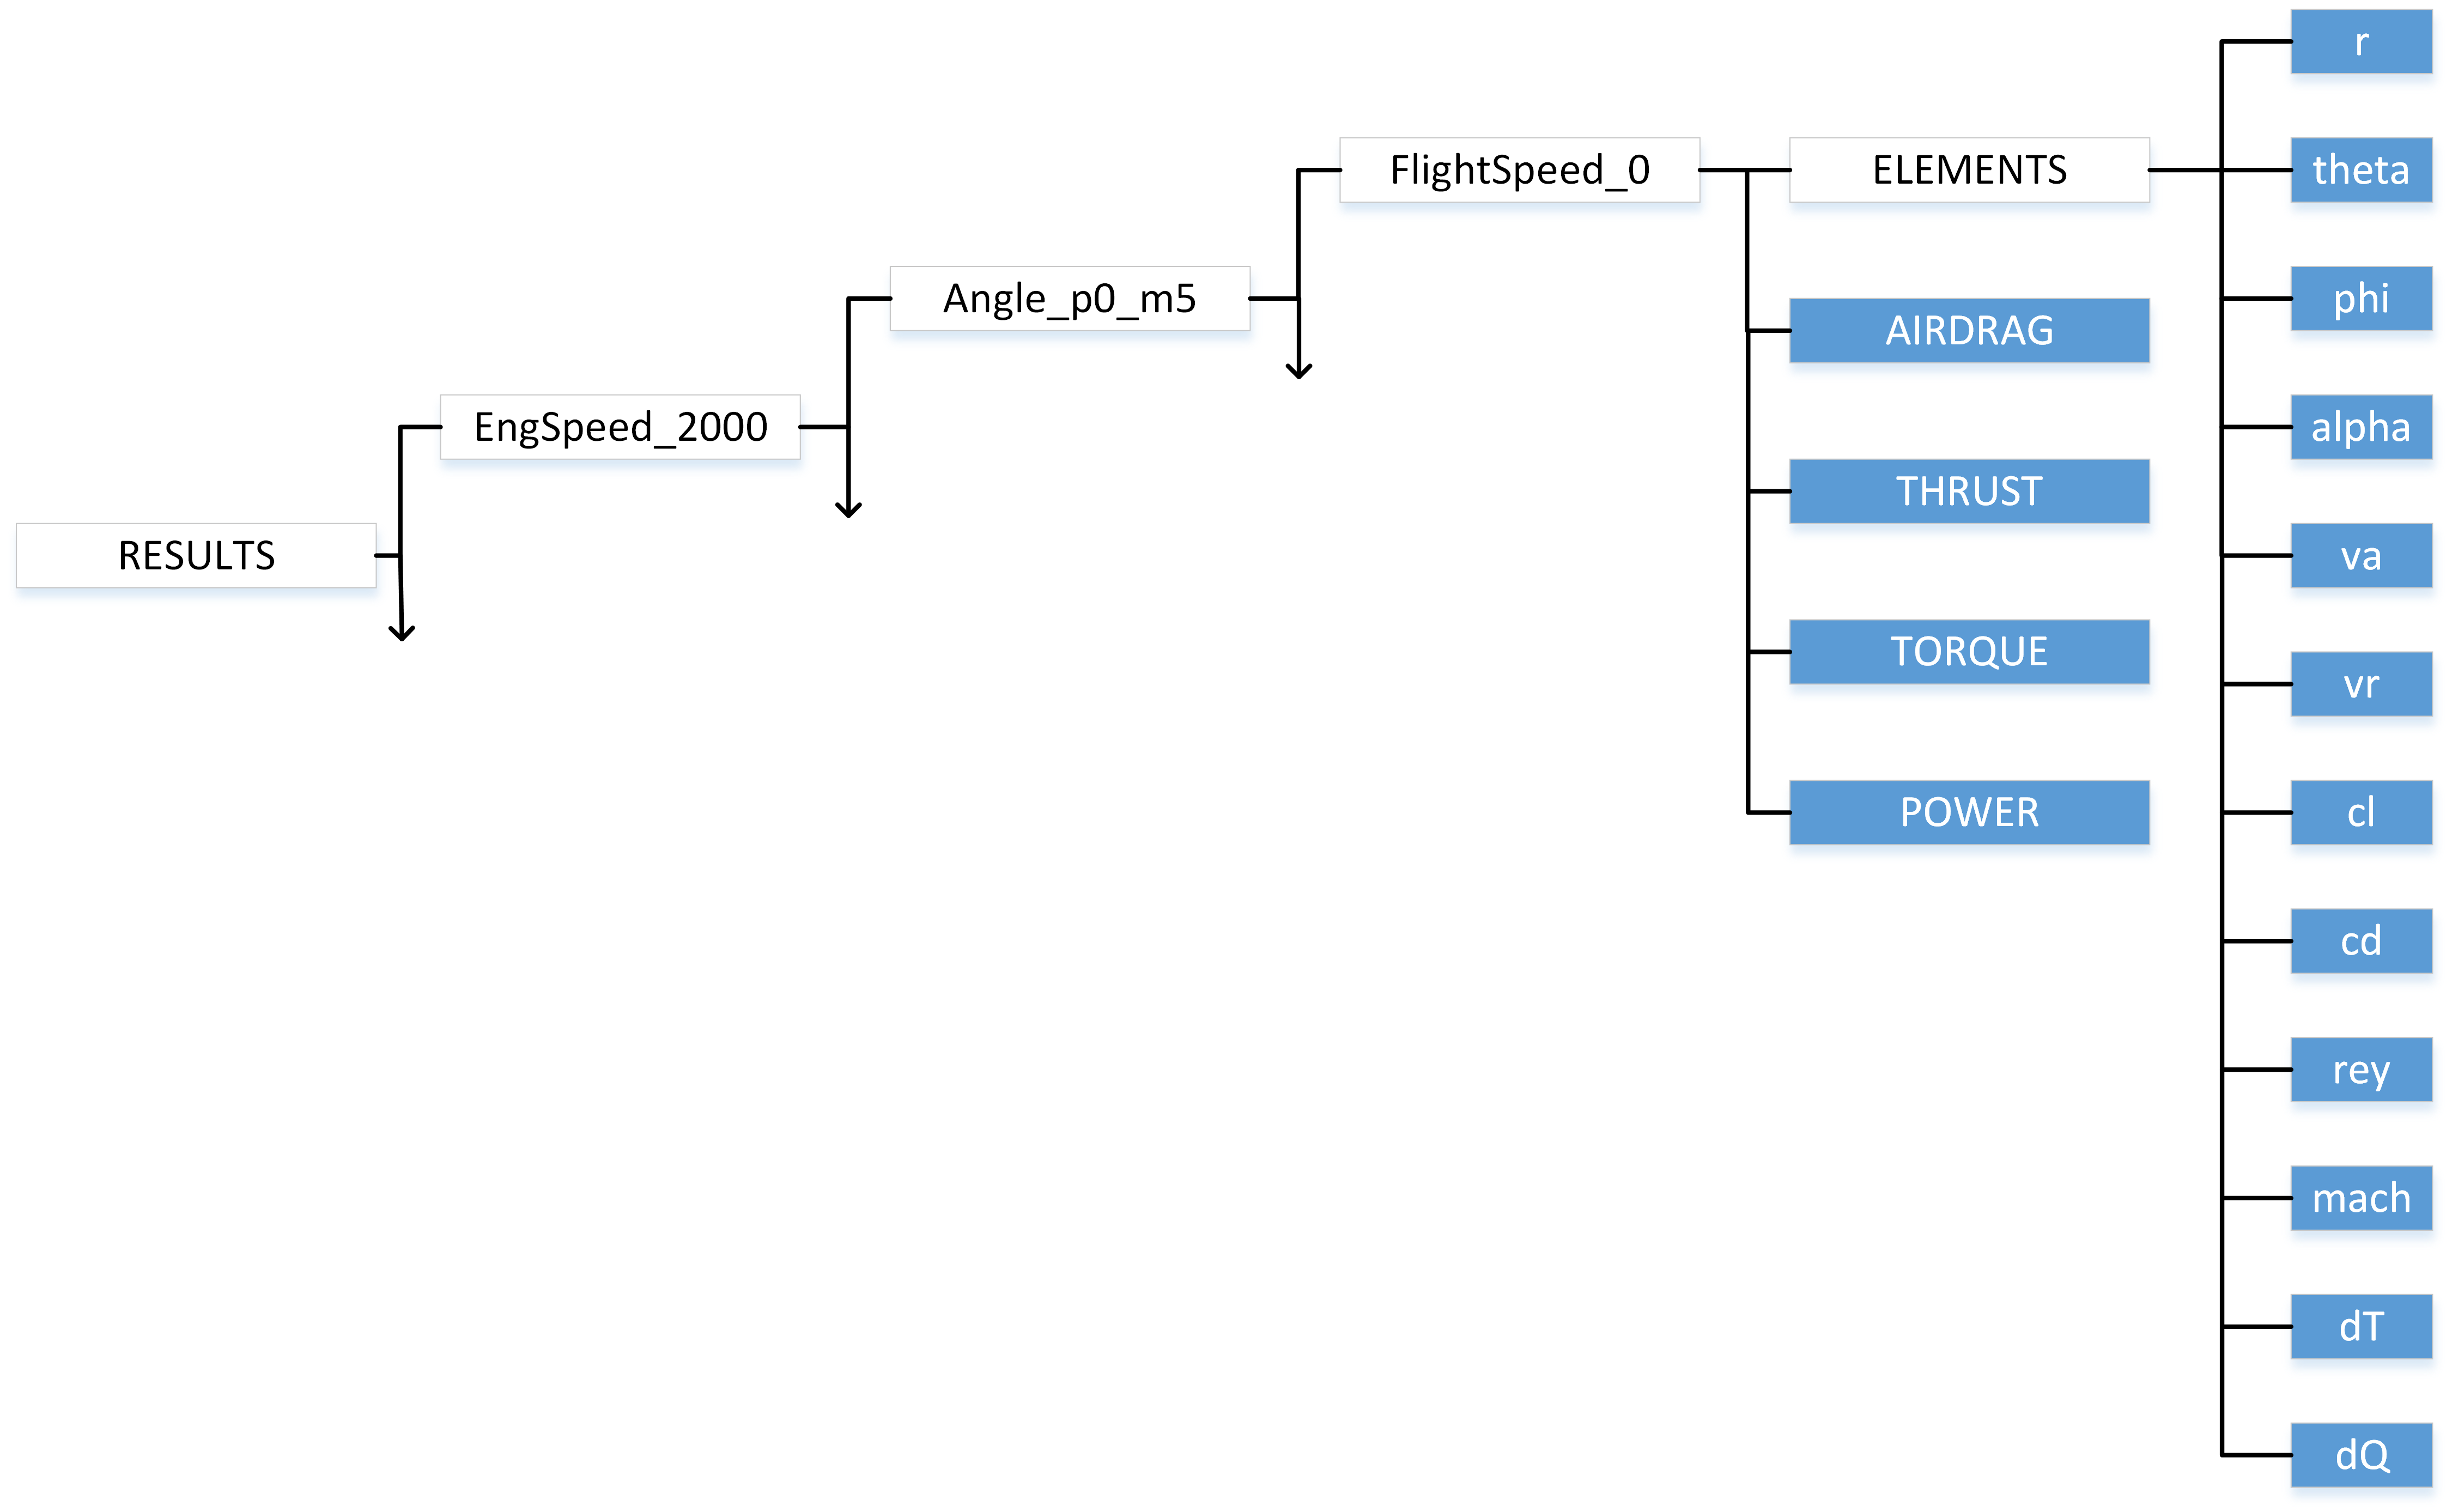 r
FlightSpeed_0
ELEMENTS
theta
Angle_p0_m5
phi
AIRDRAG
EngSpeed_2000
alpha
THRUST
RESULTS
va
TORQUE
vr
POWER
cl
cd
rey
mach
dT
dQ